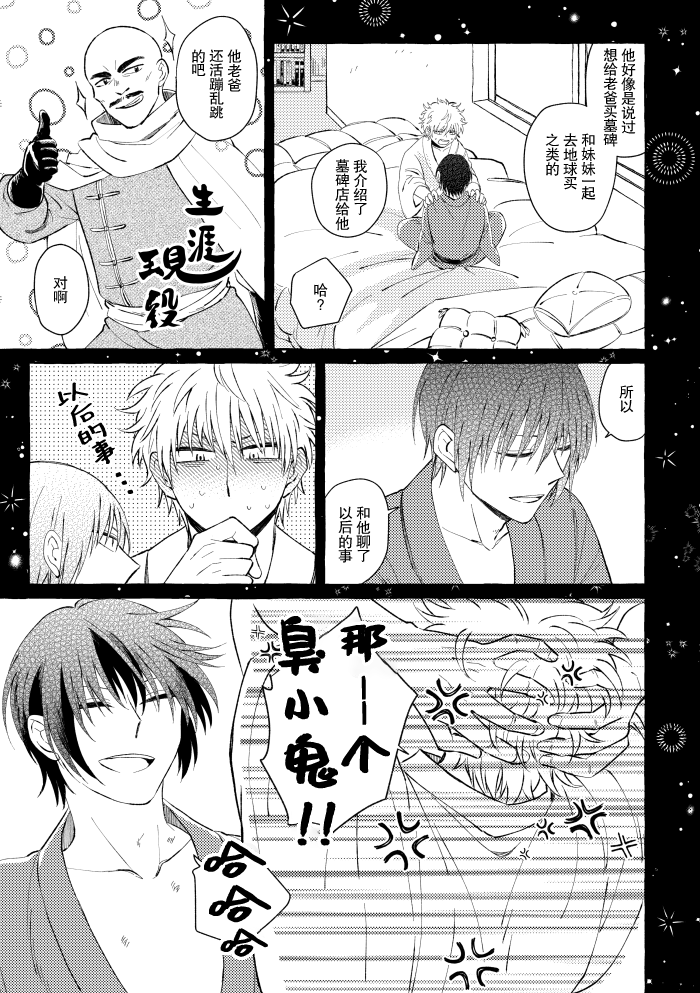 他好像是说过
想给老爸买墓碑
和妹妹一起
去地球买
之类的
我介绍了
墓碑店给他
哈？
他老爸
还活蹦乱跳
的吧
生涯
現役
对啊
所以
和他聊了
以后的事
以后的事…
那一个
臭小鬼!!
哈哈
哈哈
哈